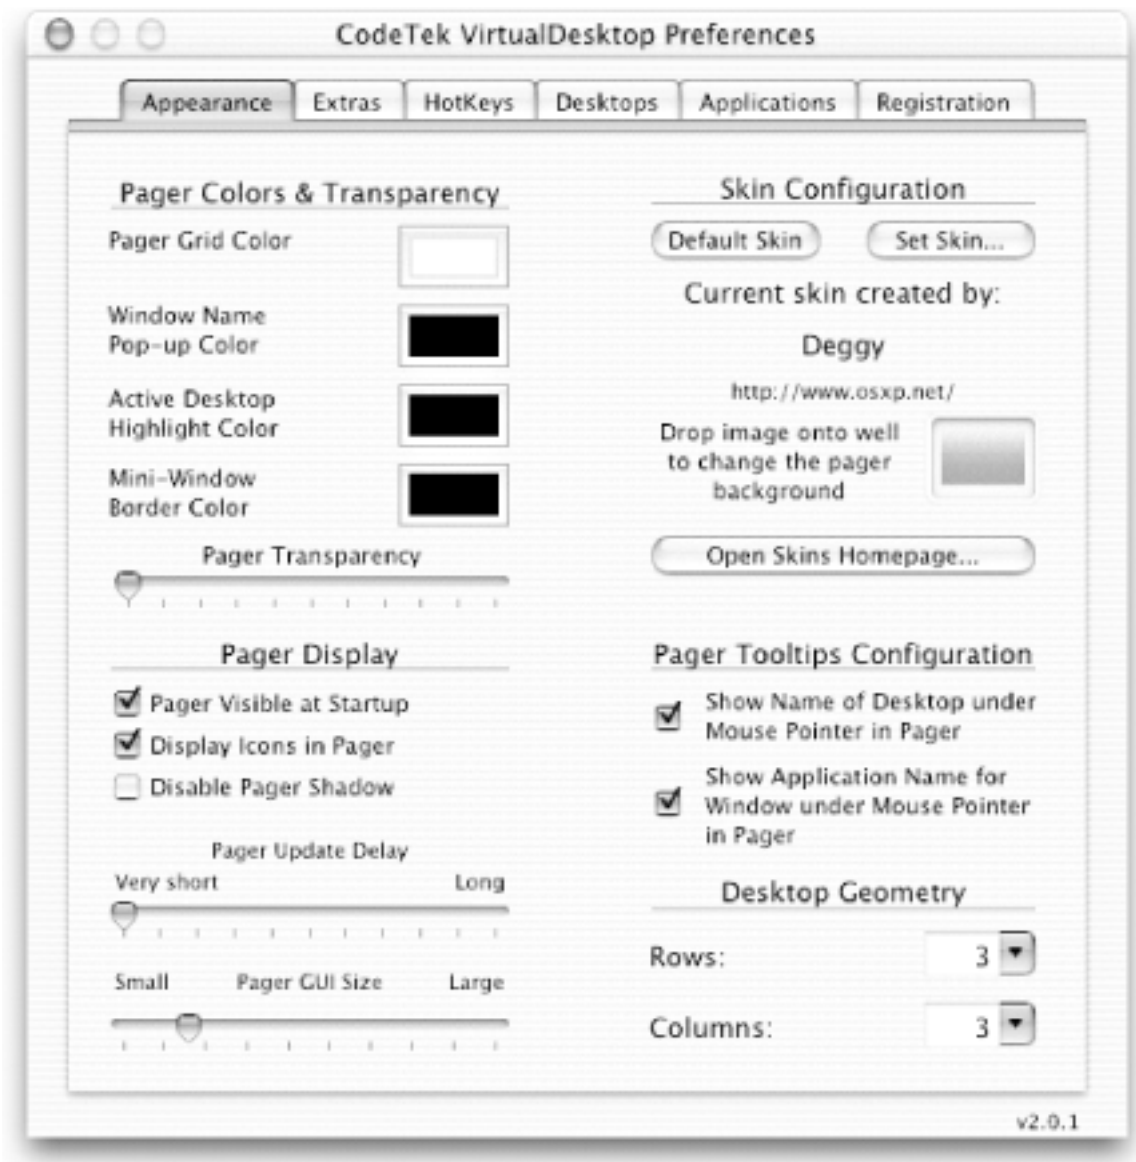 CodeTek VirtualDesktop Preferences
Appearance
Extras
HotKeys
Desktops
Applications
Registration
Pager Colors & Transparency
Pager Grid Color
Window Name
Pop-up Color
Active Desktop
Highlight Color
Mini-Window
Border Color
Pager Transparency
Pager Display
Pager Visible at Startup
Display Icons in Pager
Disable Pager Shadow
Pager Update Delay
Very short
Long
Small
Pager GUI Size
Large
Skin Configuration
Default Skin
Set Skin...
Current skin created by:
Deggy
http://www.osxp.net/
Drop image onto well
to change the pager
background
Open Skins Homepage...
Pager Tooltips Configuration
Show Name of Desktop under
Mouse Pointer in Pager
Show Application Name for
Window under Mouse Pointer
in Pager
Desktop Geometry
Rows:
3
Columns:
3
v2.0.1